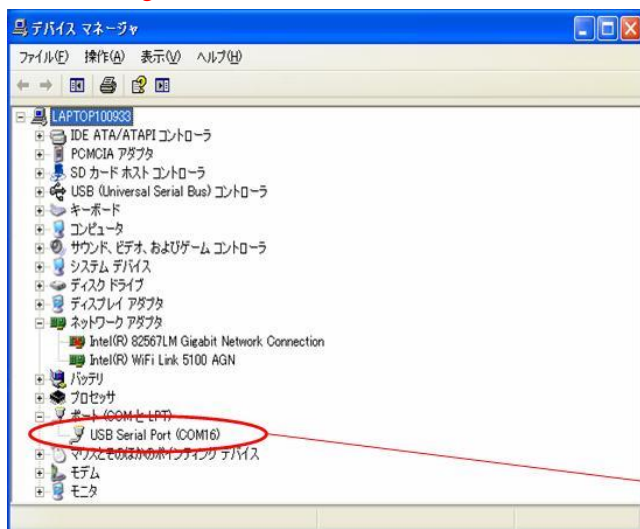 デバイス マネージャ
ファイル(F) 操作(A) 表示(V) ヘルプ(H)
LAPTOP100933
IDE ATA/ATAPI コントローラ
PCMCIA アダプタ
SD カード ホスト コントローラ
USB (Universal Serial Bus) コントローラ
キーボード
コンピュータ
サウンド、ビデオ、およびゲーム コントローラ
システム デバイス
ディスク ドライブ
ディスプレイ アダプタ
ネットワーク アダプタ
Intel(R) 82567LM Gigabit Network Connection
Intel(R) WiFi Link 5100 AGN
バッテリ
プロセッサ
ポート (COM と LPT)
USB Serial Port (COM16)
マウスとそのほかのポインティング デバイス
モデム
モニタ